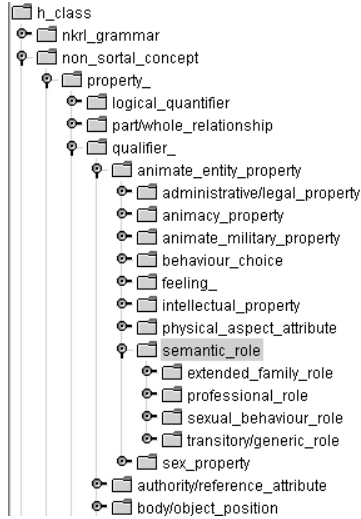 h_class
nkrl_grammar
non_sortal_concept
property_
logical_quantifier
part/whole_relationship
qualifier_
animate_entity_property
administrative/legal_property
animacy_property
animate_military_property
behaviour_choice
feeling_
intellectual_property
physical_aspect_attribute
semantic_role
extended_family_role
professional_role
sexual_behaviour_role
transitory/generic_role
sex_property
authority/reference_attribute
body/object_position